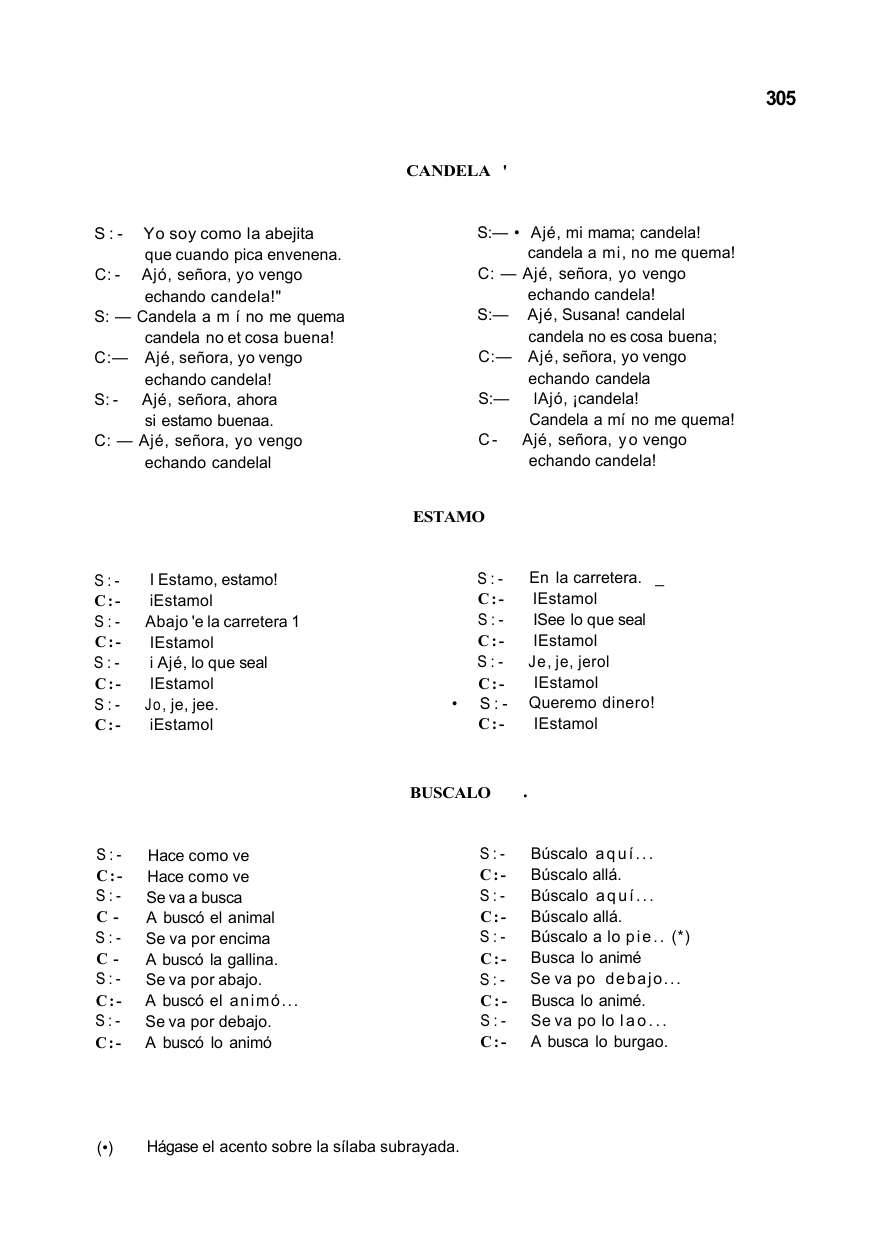 305
CANDELA '
S : - Yo soy como la abejita
que cuando pica envenena.
C: - Ajó, señora, yo vengo
echando candela!"
S: — Candela a m í no me quema
candela no et cosa buena!
C:— Ajé, señora, yo vengo
echando candela!
S: - Ajé, señora, ahora
si estamo buenaa.
C: — Ajé, señora, yo vengo
echando candelal
S:— • Ajé, mi mama; candela!
candela a mi, no me quema!
C: — Ajé, señora, yo vengo
echando candela!
S:— Ajé, Susana! candelal
candela no es cosa buena;
C:— Ajé, señora, yo vengo
echando candela
S:— lAjó, ¡candela!
Candela a mí no me quema!
C - Ajé, señora, yo vengo
echando candela!
ESTAMO
S : - I Estamo, estamo!
C : - iEstamol
S : - Abajo 'e la carretera 1
C : - IEstamol
S : - i Ajé, lo que seal
C : - IEstamol
S : - Jo, je, jee.
C : - iEstamol
S : - En la carretera. _
C : - IEstamol
S : - ISee lo que seal
C : - IEstamol
S : - Je, je, jerol
C : - IEstamol
• S : - Queremo dinero!
C : - IEstamol
BUSCALO .
S : - Hace como ve
C : - Hace como ve
S : - Se va a busca
C - A buscó el animal
S : - Se va por encima
C - A buscó la gallina.
S : - Se va por abajo.
C : - A buscó el animó...
S : - Se va por debajo.
C : - A buscó lo animó
S : - Búscalo aquí...
C : - Búscalo allá.
S : - Búscalo aquí...
C : - Búscalo allá.
S : - Búscalo a lo pie.. (*)
C : - Busca lo animé
S : - Se va po debajo...
C : - Busca lo animé.
S : - Se va po lo lao...
C : - A busca lo burgao.
(•) Hágase el acento sobre la sílaba subrayada.